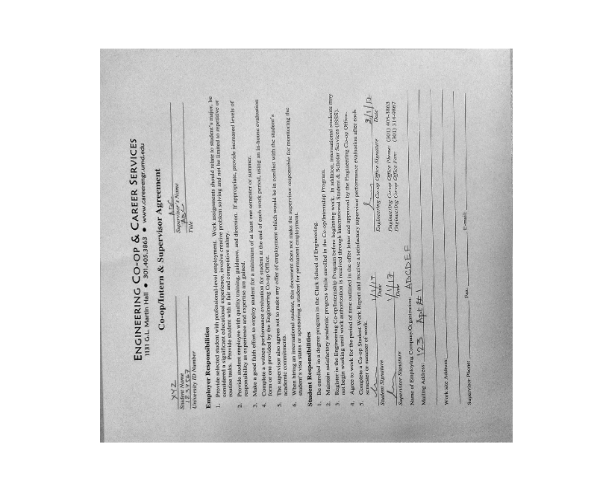 ENGINEERING CO-OP & CAREER SERVICES
1131 G.L. Martin Hall ● 301.405.3863 ● www.careerengr.umd.edu
Co-op/Intern & Supervisor Agreement
XYZ
Student Name
Supervisor's Name
University ID Number
Title
Employer Responsibilities
1. Provide selected student with professional level employment. Work assignments should relate to student's major, be
considered a significant educational experience, involve creative problem solving and not be limited to repetitive or
routine tasks. Provide student with a fair and competitive salary.
2. Provide student employee with proper training, guidance, and direction. If appropriate, provide increased levels of
responsibility as experience and expertise are gained.
3. Make a good faith effort to employ student for a minimum of at least one semester or summer.
4. Complete a written performance evaluation for student at the end of each work period, using an in-house evaluation
form or one provided by the Engineering Co-op Office.
5. The supervisor also agrees not to make any offer of employment which would be in conflict with the student's
academic commitments.
6. When hiring an international student, this document does not make the supervisor responsible for monitoring the
student's visa status or sponsoring a student for permanent employment.
Student Responsibilities
1. Be enrolled in a degree program in the Clark School of Engineering.
2. Maintain satisfactory academic progress while enrolled in the Co-op/Internship Program.
3. Register in the Engineering Co-op/Internship Program before beginning work. In addition, international students may
not begin working until work authorization is received through International Student & Scholar Services (ISSS).
4. Agree to work for the period of time outlined in the offer letter and approved by the Engineering Co-op Office.
5. Complete a Co-op Student Work Report and receive a satisfactory supervisor performance evaluation after each
semester or summer of work.
1/1/17
Student Signature Date
Engineering Co-op Office Signature Date
1/1/17
Supervisor Signature Date
Engineering Co-op Office Phone: (301) 405-3863
Engineering Co-op Office Fax: (301) 314-9867
Name of Employing Company/Organization: ABCDEF
Mailing Address: 123 Apt # 1
Work site Address:
Supervisor Phone: Fax: E-mail: